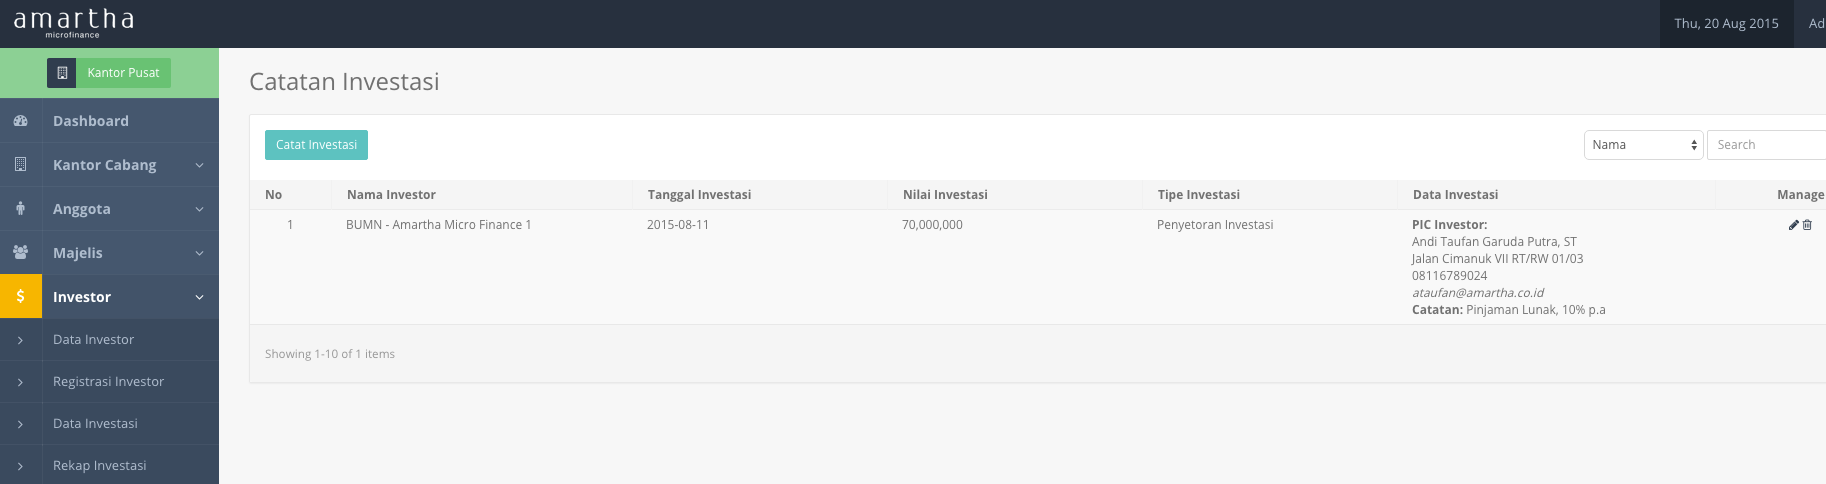 amartha
microfinance
Thu, 20 Aug 2015
Ad
Kantor Pusat
Dashboard
Kantor Cabang
Anggota
Majelis
$ Investor
Data Investor
Registrasi Investor
Data Investasi
Rekap Investasi
Catatan Investasi
Catat Investasi
Nama
Search
No Nama Investor Tanggal Investasi Nilai Investasi Tipe Investasi Data Investasi Manage
1 BUMN - Amartha Micro Finance 1 2015-08-11 70,000,000 Penyetoran Investasi PIC Investor:
Andi Taufan Garuda Putra, ST
Jalan Cimanuk VII RT/RW 01/03
08116789024
ataufan@amartha.co.id
Catatan: Pinjaman Lunak, 10% p.a
Showing 1-10 of 1 items